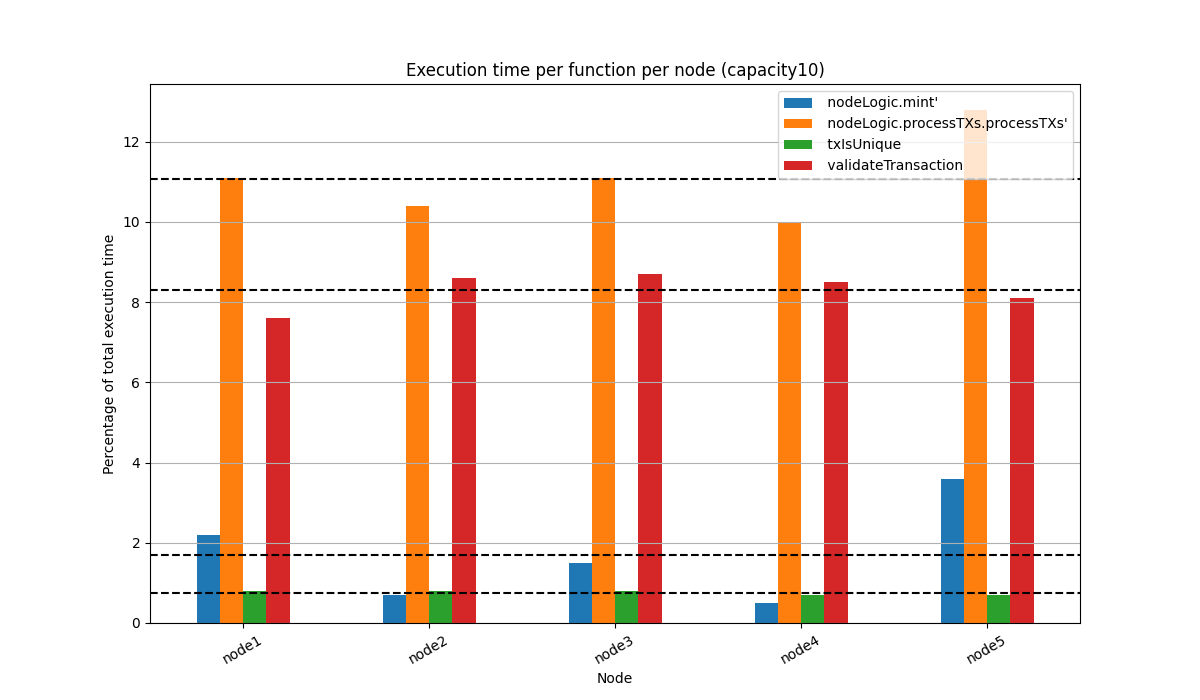 Execution time per function per node (capacity10)
nodeLogic.mint'
nodeLogic.processTXs.processTXs'
txIsUnique
validateTransaction
Percentage of total execution time
12
10
8
6
4
2
0
node1
node2
node3
node4
node5
Node